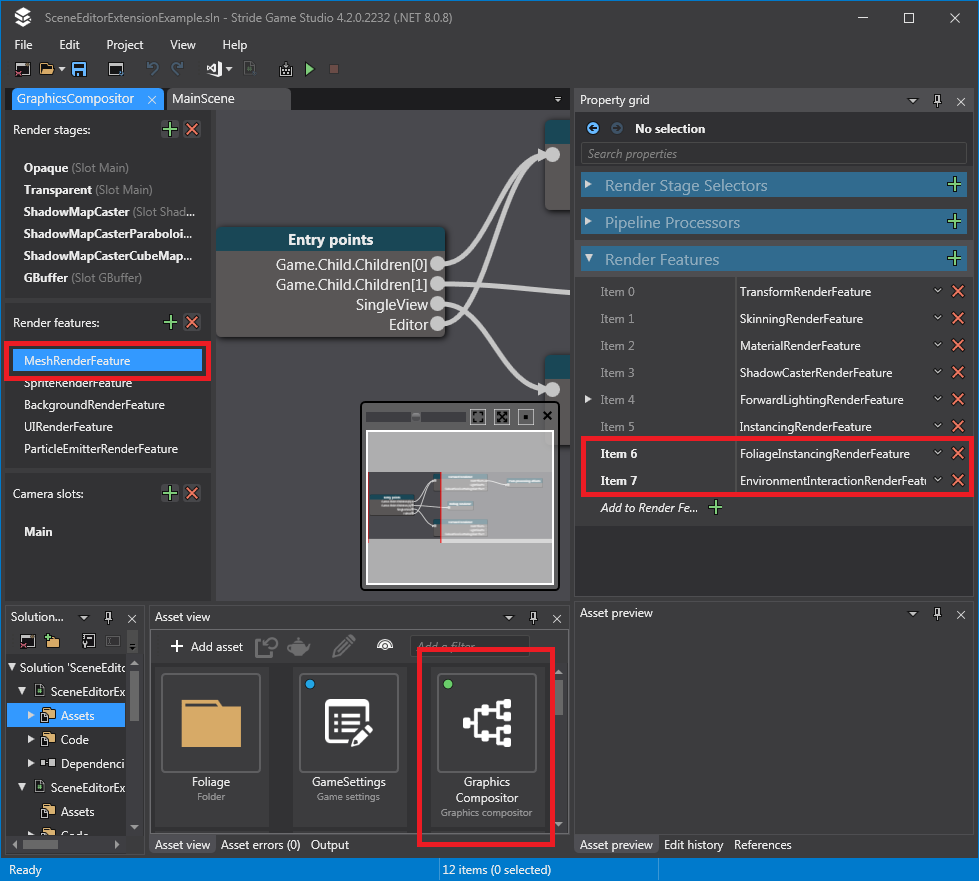 SceneEditorExtensionExample.sln - Stride Game Studio 4.2.0.2232 (.NET 8.0.8)
File Edit Project View Help
GraphicsCompositor
MainScene
Render stages:
Opaque (Slot Main)
Transparent (Slot Main)
ShadowMapCaster (Slot Shad...
ShadowMapCasterParaboloi...
ShadowMapCasterCubeMap...
GBuffer (Slot GBuffer)
Render features:
MeshRenderFeature
SpriteRenderFeature
BackgroundRenderFeature
UIRenderFeature
ParticleEmitterRenderFeature
Camera slots:
Main
Entry points
Game.Child.Children[0]
Game.Child.Children[1]
SingleView
Editor
Property grid
No selection
Search properties
Render Stage Selectors
Pipeline Processors
Render Features
Item 0 TransformRenderFeature
Item 1 SkinningRenderFeature
Item 2 MaterialRenderFeature
Item 3 ShadowCasterRenderFeature
Item 4 ForwardLightingRenderFeature
Item 5 InstancingRenderFeature
Item 6 FoliageInstancingRenderFeature
Item 7 EnvironmentInteractionRenderFeat
Add to Render Fe...
Solution...
Solution 'SceneEditc
SceneEditorEx
Assets
Code
Dependenci
SceneEditorEx
Assets
Code
Asset view
Add asset
Add a filter
Foliage
Folder
GameSettings
Game settings
Graphics
Compositor
Graphics compositor
Asset view Asset errors (0) Output
Asset preview
Asset preview Edit history References
Ready
12 items (0 selected)